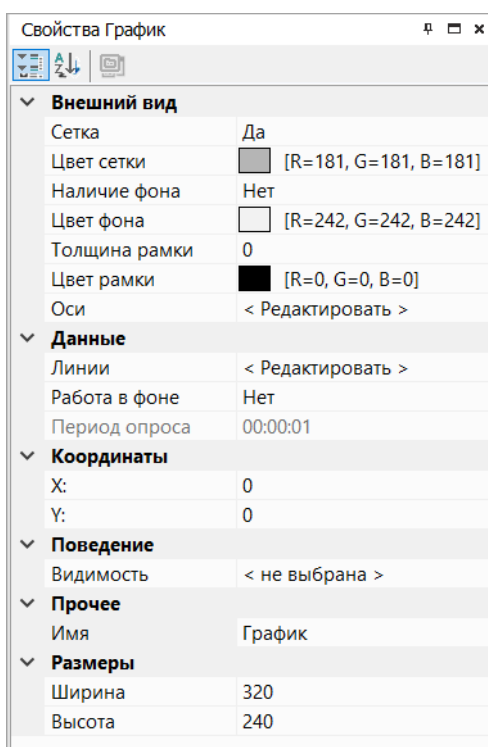 Свойства График
Внешний вид
Сетка Да
Цвет сетки [R=181, G=181, B=181]
Наличие фона Нет
Цвет фона [R=242, G=242, B=242]
Толщина рамки 0
Цвет рамки [R=0, G=0, B=0]
Оси < Редактировать >
Данные
Линии < Редактировать >
Работа в фоне Нет
Период опроса 00:00:01
Координаты
X: 0
Y: 0
Поведение
Видимость < не выбрана >
Прочее
Имя График
Размеры
Ширина 320
Высота 240